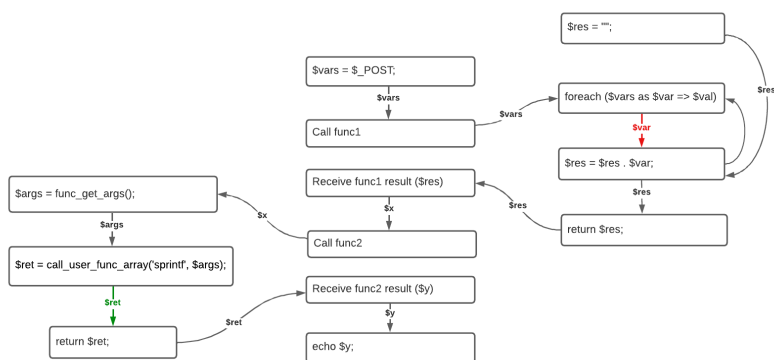 $res = "";
$res
$vars = $_POST;
$vars
Call func1
$vars
foreach ($vars as $var => $val)
$var
$res = $res . $var;
$res
return $res;
$res
Receive func1 result ($res)
$x
Call func2
$x
$args = func_get_args();
$args
$ret = call_user_func_array('sprintf', $args);
$ret
return $ret;
$ret
Receive func2 result ($y)
$y
echo $y;